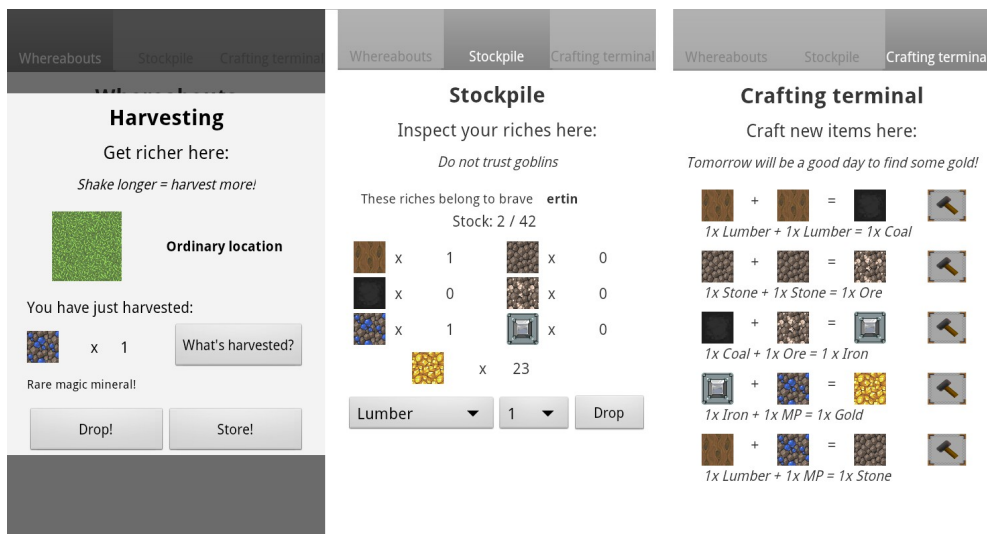 Whereabouts Stockpile Crafting terminal
Whereabouts
Harvesting
Get richer here:
Shake longer = harvest more!
Ordinary location
You have just harvested:
x 1
What's harvested?
Rare magic mineral!
Drop! Store!
Whereabouts Stockpile Crafting terminal
Stockpile
Inspect your riches here:
Do not trust goblins
These riches belong to brave ertin
Stock: 2 / 42
x 1 x 0
x 0 x 0
x 1 x 0
x 23
Lumber 1 Drop
Whereabouts Stockpile Crafting termina
Crafting terminal
Craft new items here:
Tomorrow will be a good day to find some gold!
+ =
1x Lumber + 1x Lumber = 1x Coal
+ =
1x Stone + 1x Stone = 1x Ore
+ =
1x Coal + 1x Ore = 1 x Iron
+ =
1x Iron + 1x MP = 1x Gold
+ =
1x Lumber + 1x MP = 1x Stone